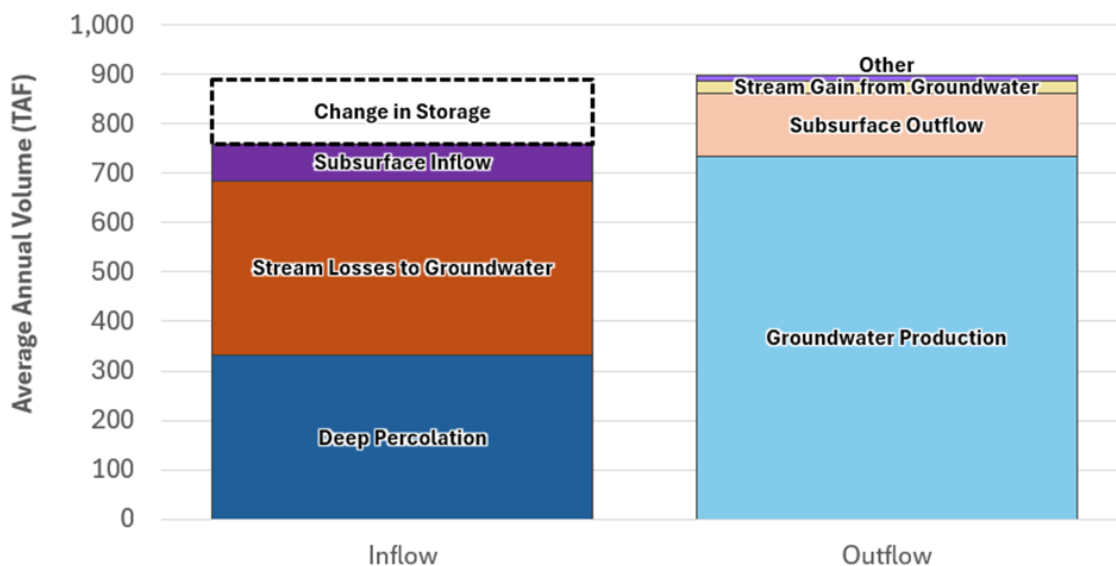 Average Annual Volume (TAF)
1,000
900
800
700
600
500
400
300
200
100
0
Change in Storage
Subsurface Inflow
Stream Losses to Groundwater
Deep Percolation
Other
Stream Gain from Groundwater
Subsurface Outflow
Groundwater Production
Inflow
Outflow